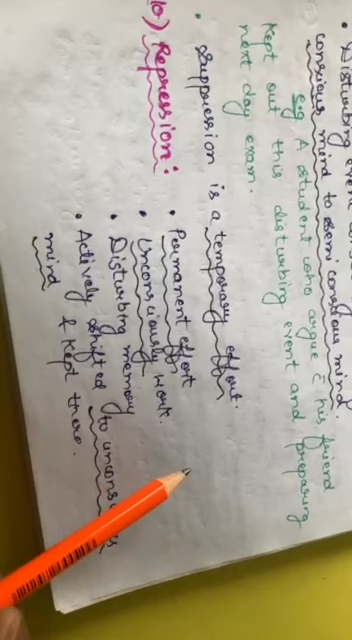 • Disturbing event
conscious mind to semi conscious mind.
e.g A student who argue c̄ his friend
kept out this disturbing event and preparing
next day exam.
• Suppression is a temporary effort.
10) Repression:
• Permanent effort
• Unconsciously work.
• Disturbing memory
• Actively shifted to uncons
mind & kept there.